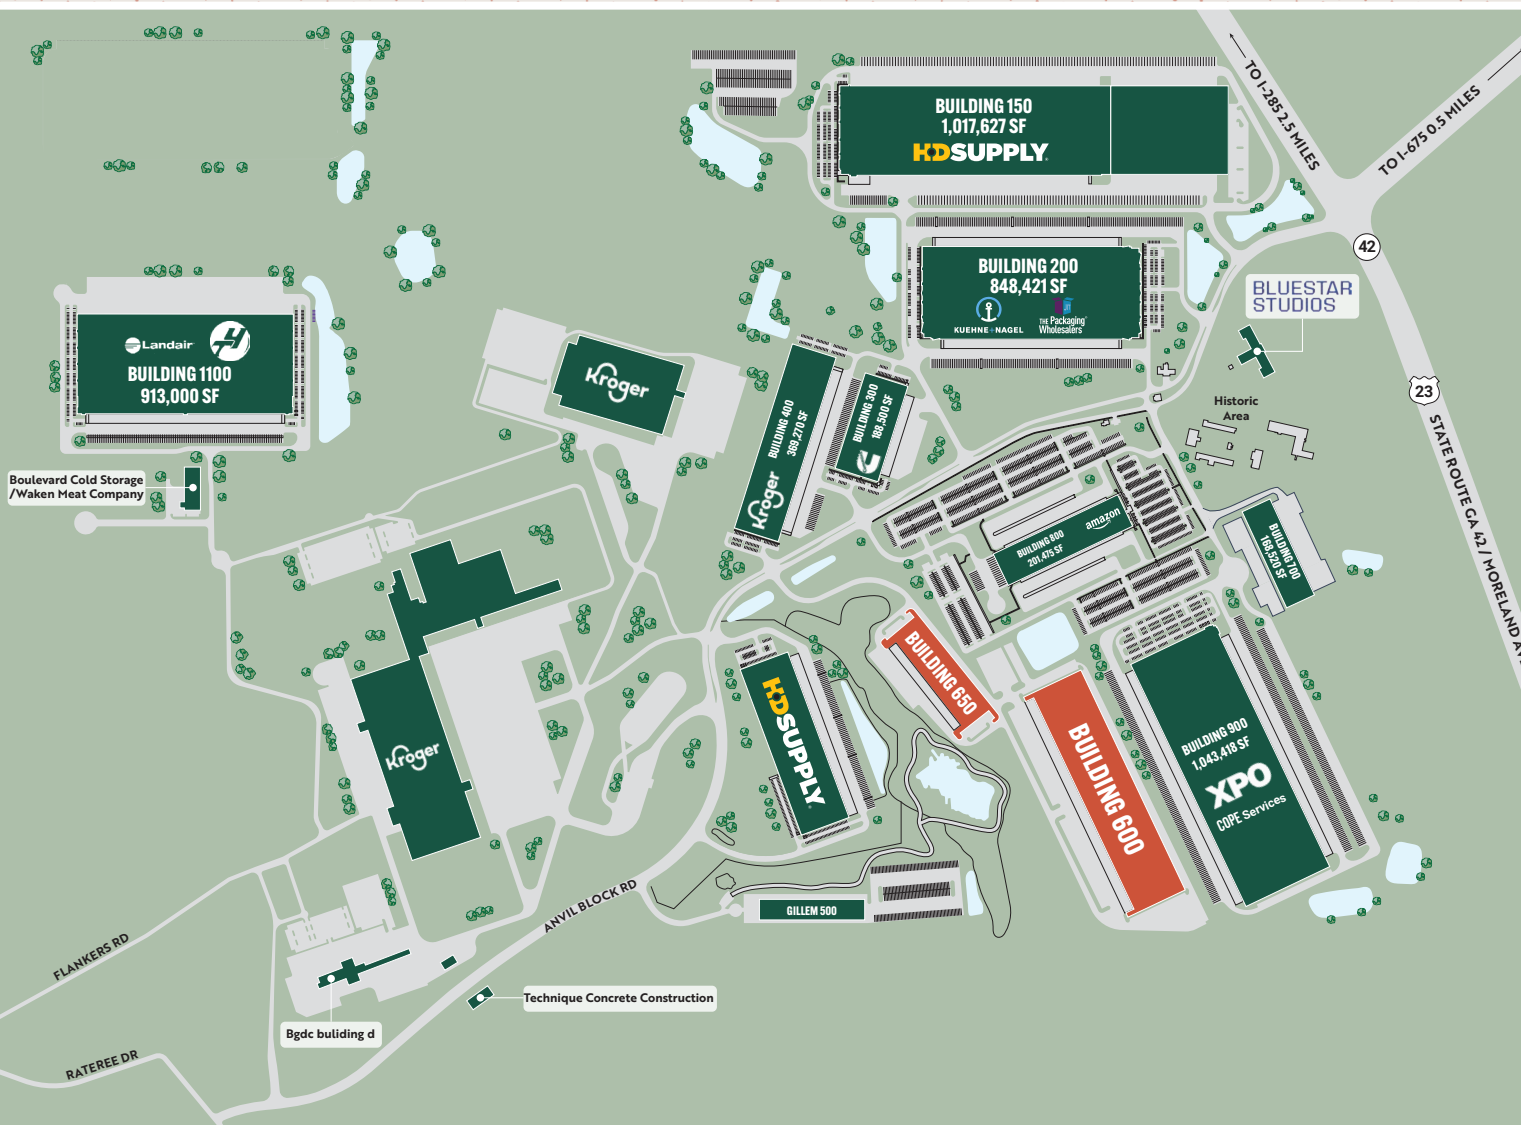 TO I-285 2.5 MILES
TO I-675 0.5 MILES
BUILDING 150
1,017,627 SF
HDSUPPLY
42
BUILDING 200
848,421 SF
KUEHNE+NAGEL
THE Packaging
Wholesalers
BLUESTAR
STUDIOS
Landair
BUILDING 1100
913,000 SF
Kroger
BUILDING 400
369,270 SF
Kroger
BUILDING 300
188,500 SF
23
STATE ROUTE GA 42 / MORELAND AV
Historic
Area
Boulevard Cold Storage
/Waken Meat Company
BUILDING 800
201,475 SF
amazon
BUILDING 700
168,520 SF
BUILDING 650
HDSUPPLY
Kroger
BUILDING 600
BUILDING 900
1,043,418 SF
XPO
COPE Services
GILLEM 500
ANVIL BLOCK RD
FLANKERS RD
Technique Concrete Construction
Bgdc buliding d
RATEREE DR